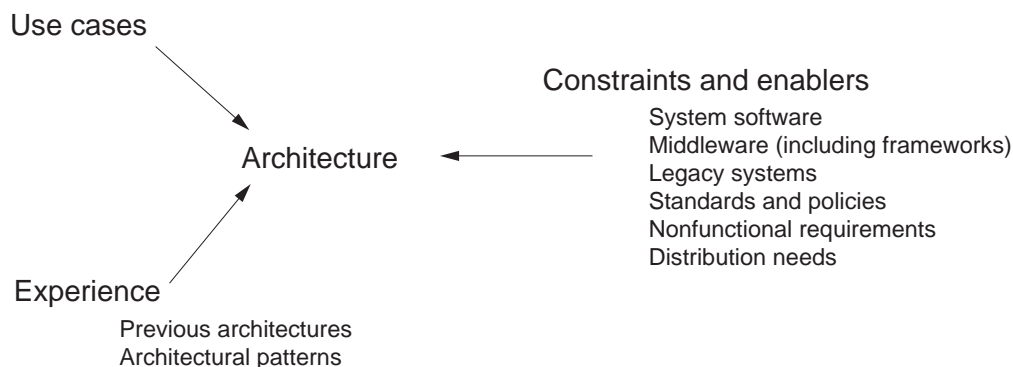 Use cases
Constraints and enablers
System software
Middleware (including frameworks)
Legacy systems
Standards and policies
Nonfunctional requirements
Distribution needs
Architecture
Experience
Previous architectures
Architectural patterns